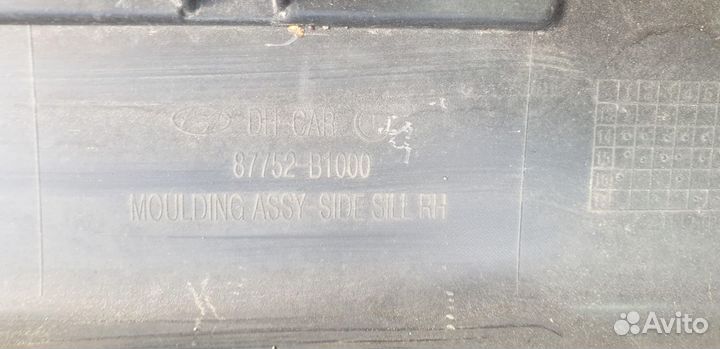 DH-CAR
87752-B1000
MOULDING ASSY-SIDE SILL RH
Avito